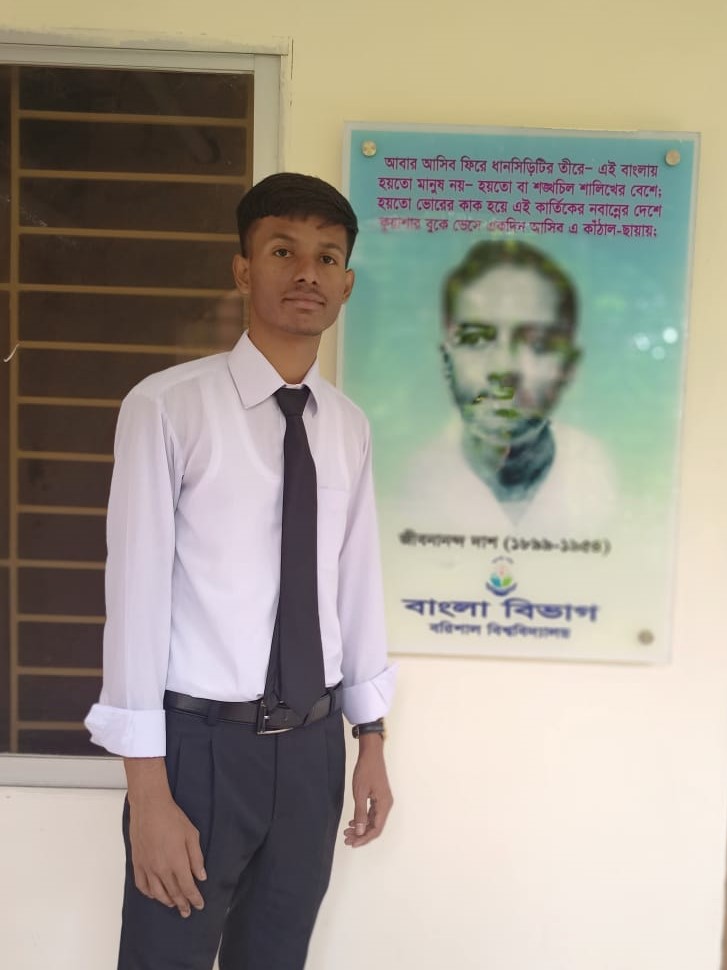 আবার আসিব ফিরে ধানসিড়িটির তীরে– এই বাংলায়
হয়তো মানুষ নয়– হয়তো বা শঙ্খচিল শালিখের বেশে;
হয়তো ভোরের কাক হয়ে এই কার্তিকের নবান্নের দেশে
কুয়াশার বুকে ভেসে একদিন আসিব এ কাঁঠাল-ছায়ায়;
জীবনানন্দ দাশ (১৮৯৯-১৯৫৪)
বাংলা বিভাগ
বরিশাল বিশ্ববিদ্যালয়